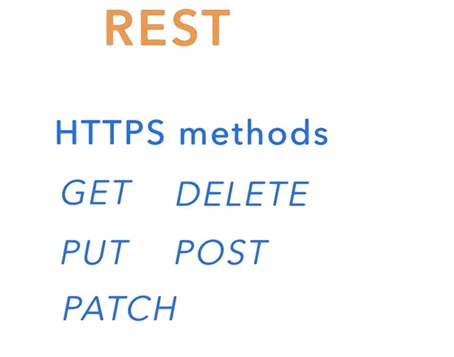 REST
HTTPS methods
GET DELETE
PUT POST
PATCH